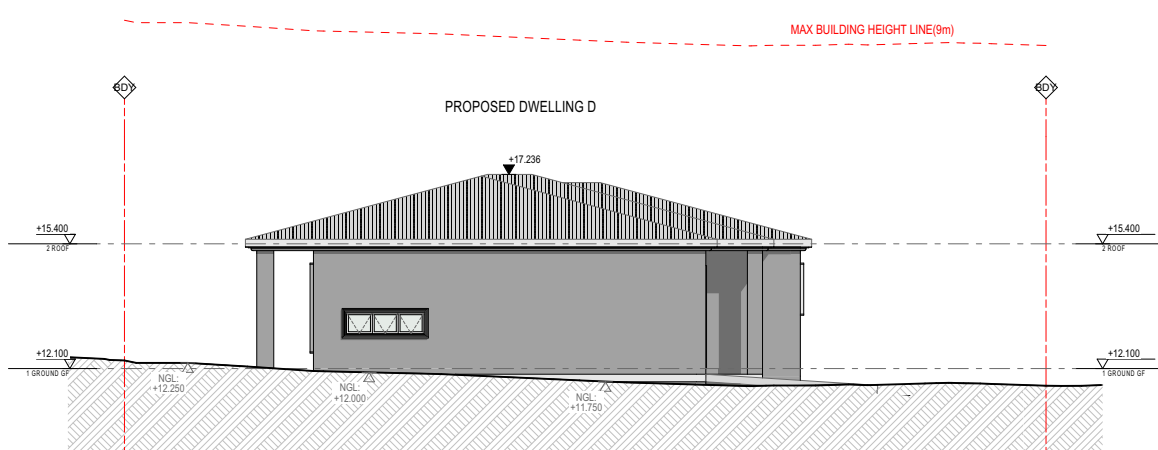 MAX BUILDING HEIGHT LINE(9m)
BDY
BDY
PROPOSED DWELLING D
+17.236
+15.400
2 ROOF
+15.400
2 ROOF
+12.100
1 GROUND GF
+12.100
1 GROUND GF
NGL:
+12.250
NGL:
+12.000
NGL:
+11.750